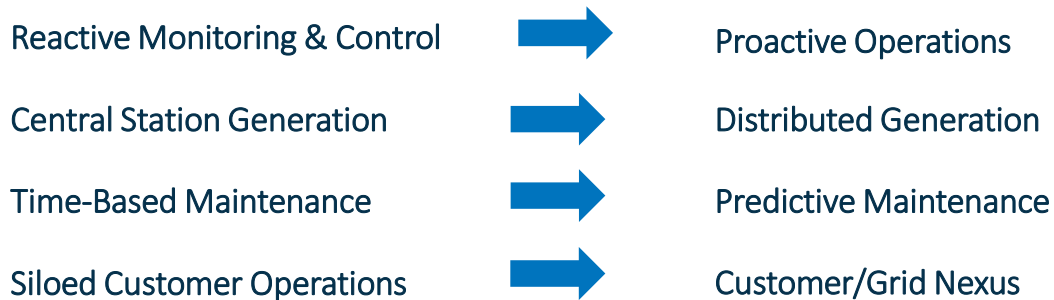 Reactive Monitoring & Control
Proactive Operations
Central Station Generation
Distributed Generation
Time-Based Maintenance
Predictive Maintenance
Siloed Customer Operations
Customer/Grid Nexus